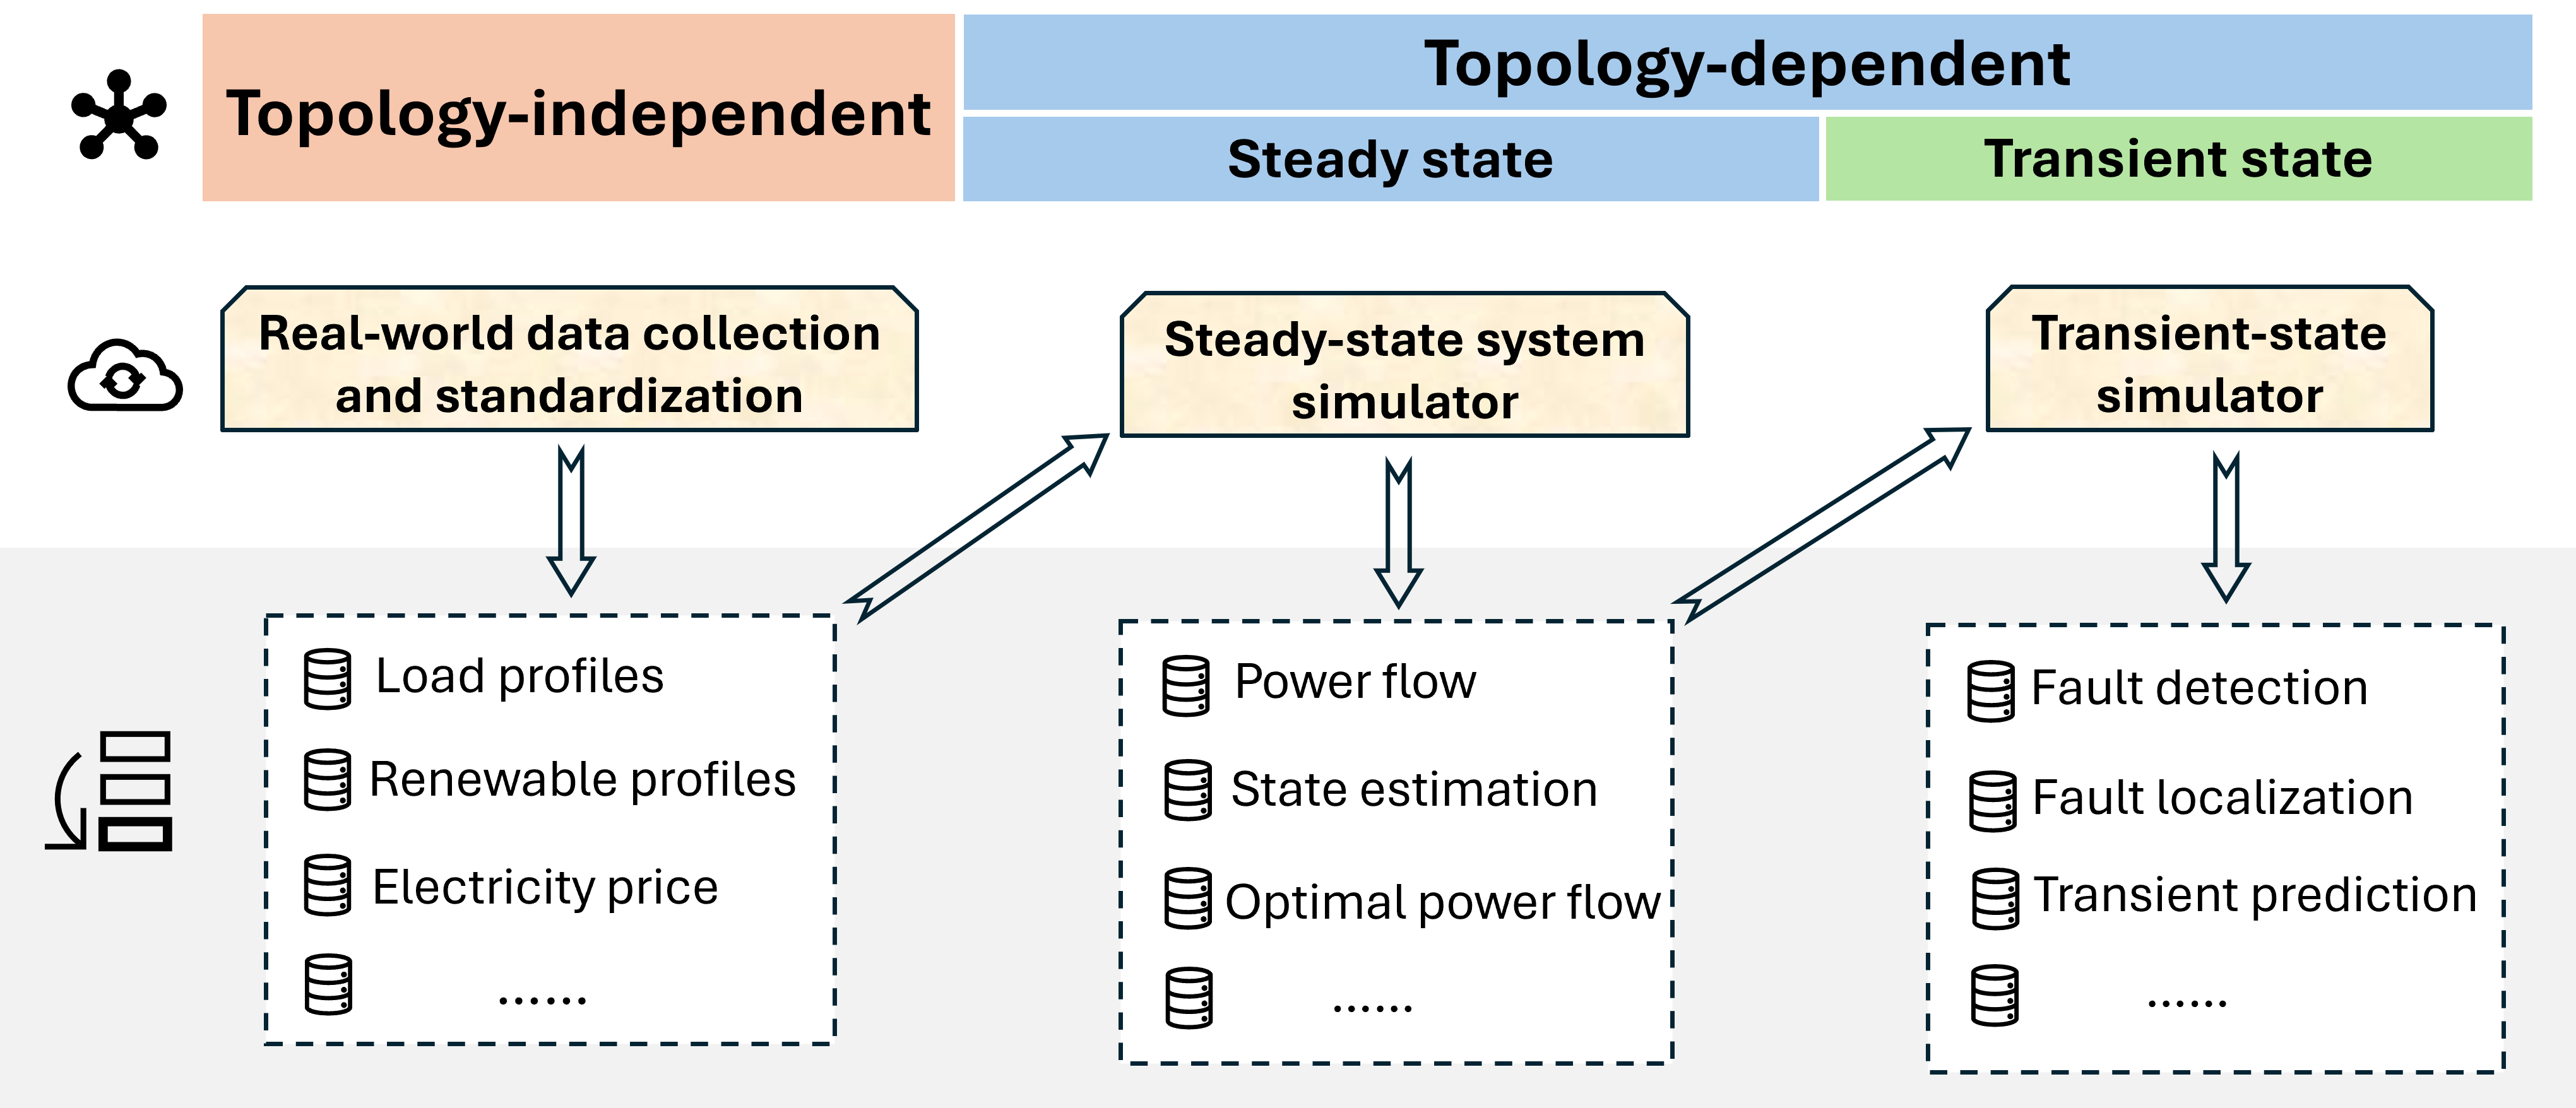 Topology-independent
Topology-dependent
Steady state
Transient state
Real-world data collection
and standardization
Steady-state system
simulator
Transient-state
simulator
Load profiles
Renewable profiles
Electricity price
......
Power flow
State estimation
Optimal power flow
......
Fault detection
Fault localization
Transient prediction
......